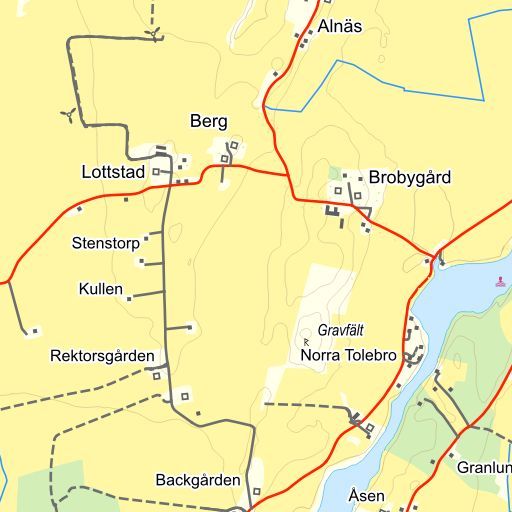 Alnäs
Berg
Lottstad
Brobygård
Stenstorp
Kullen
Gravfält
R
Rektorsgården
Norra Tolebro
Backgården
Granlun
Åsen